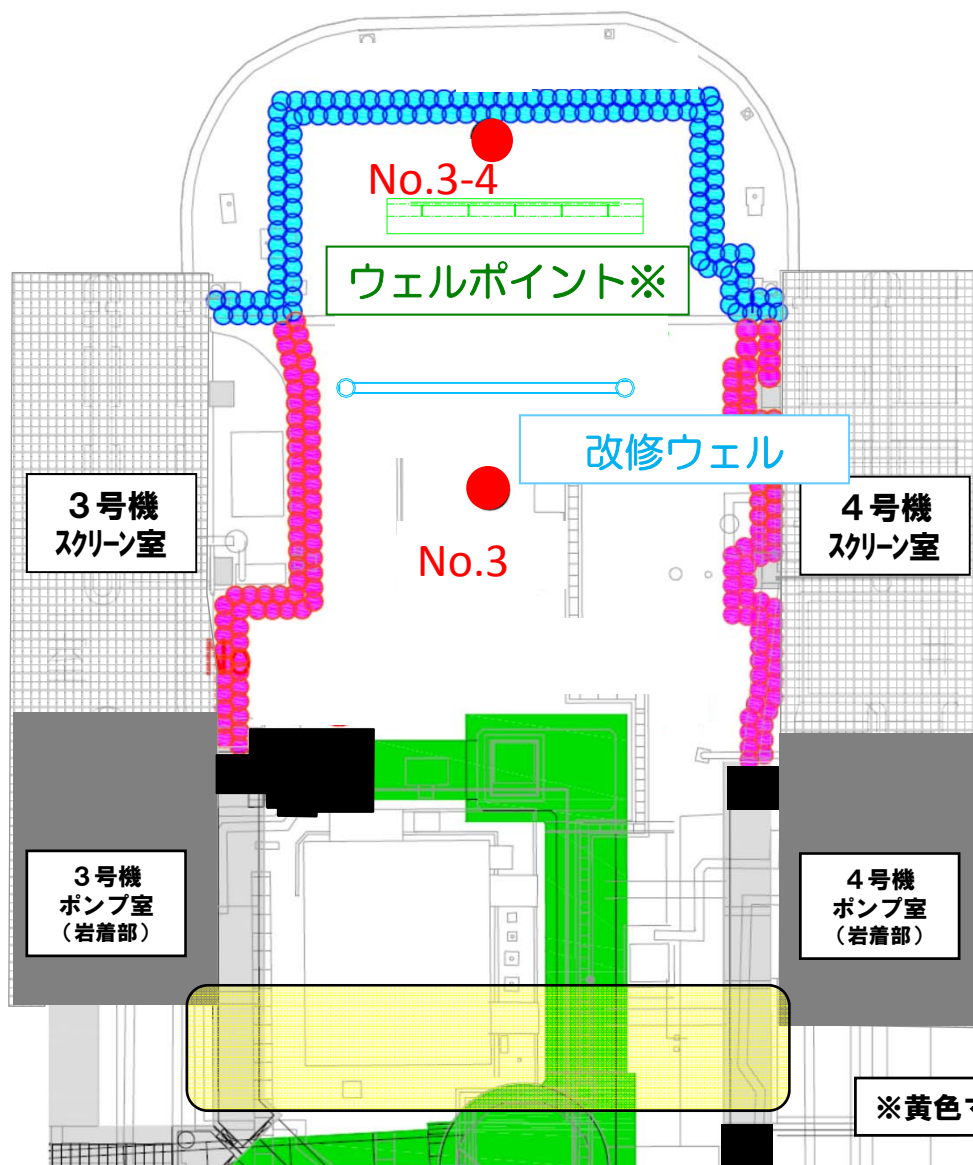 No.3-4
ウェルポイント※
改修ウェル
３号機
スクリーン室
４号機
スクリーン室
No.3
３号機
ポンプ室
（岩着部）
４号機
ポンプ室
（岩着部）
※黄色